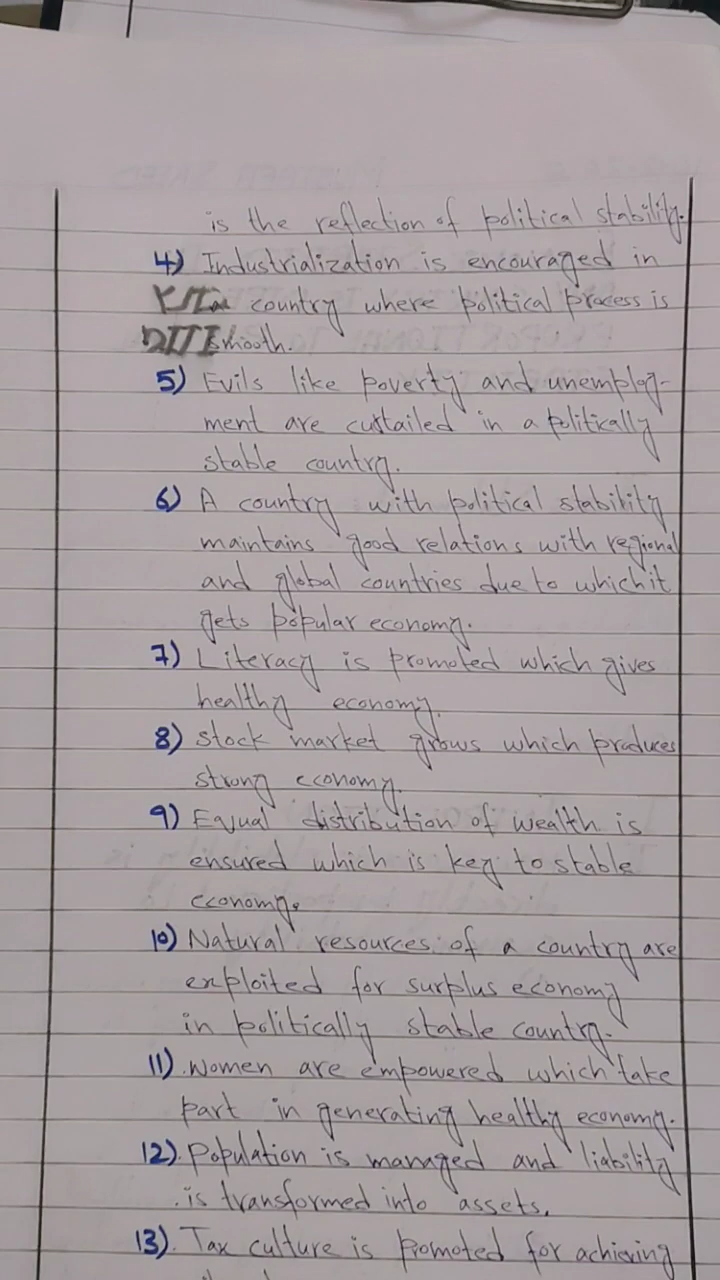 is the reflection of political stability.
4) Industrialization is encouraged in
a country where political process is
smooth.
5) Evils like poverty and unemploy-
ment are custailed in a politically
stable country.
6) A country with political stability
maintains good relations with regional
and global countries due to which it
gets popular economy.
7) Literacy is promoted which gives
healthy economy.
8) stock market grows which produces
strong economy.
9) Equal distribution of wealth is
ensured which is key to stable
economy.
10) Natural resources of a country are
exploited for surplus economy
in politically stable country.
11). Women are empowered which take
part in generating healthy economy.
12). Population is managed and liability
is transformed into assets.
13). Tax culture is promoted for achieving